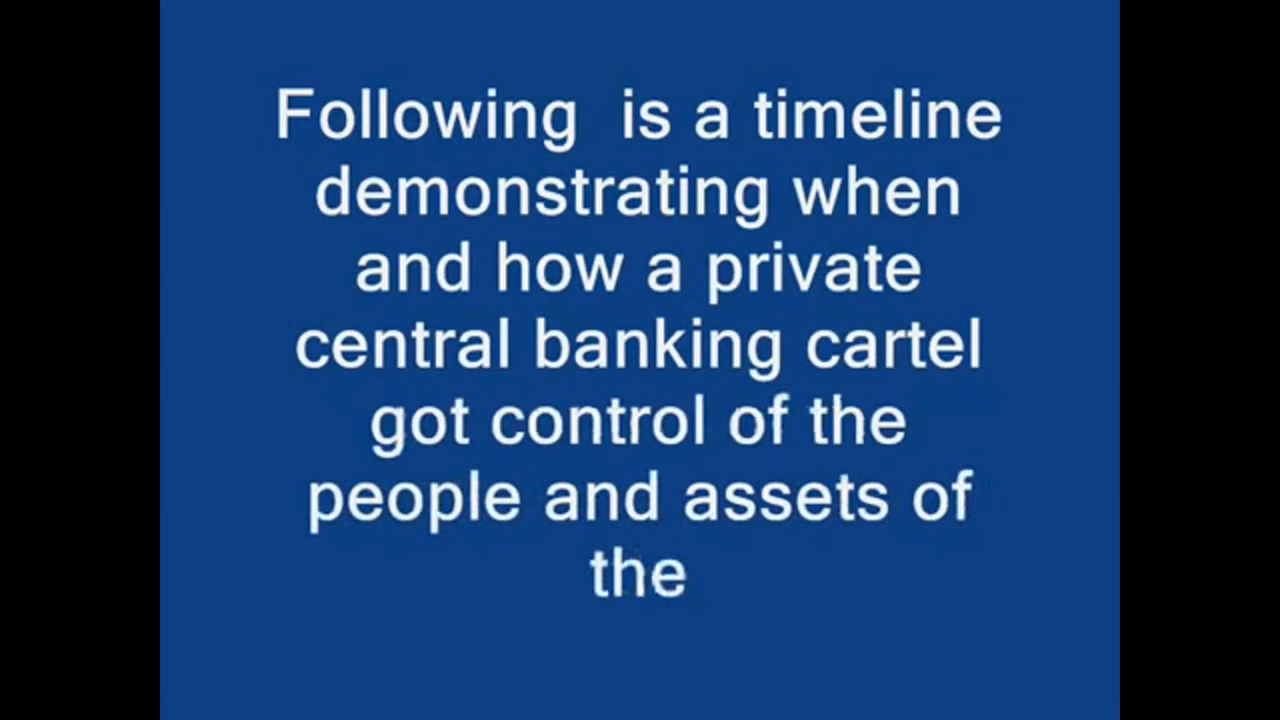 Following  is a timeline
demonstrating when
and how a private
central banking cartel
got control of the
people and assets of
the